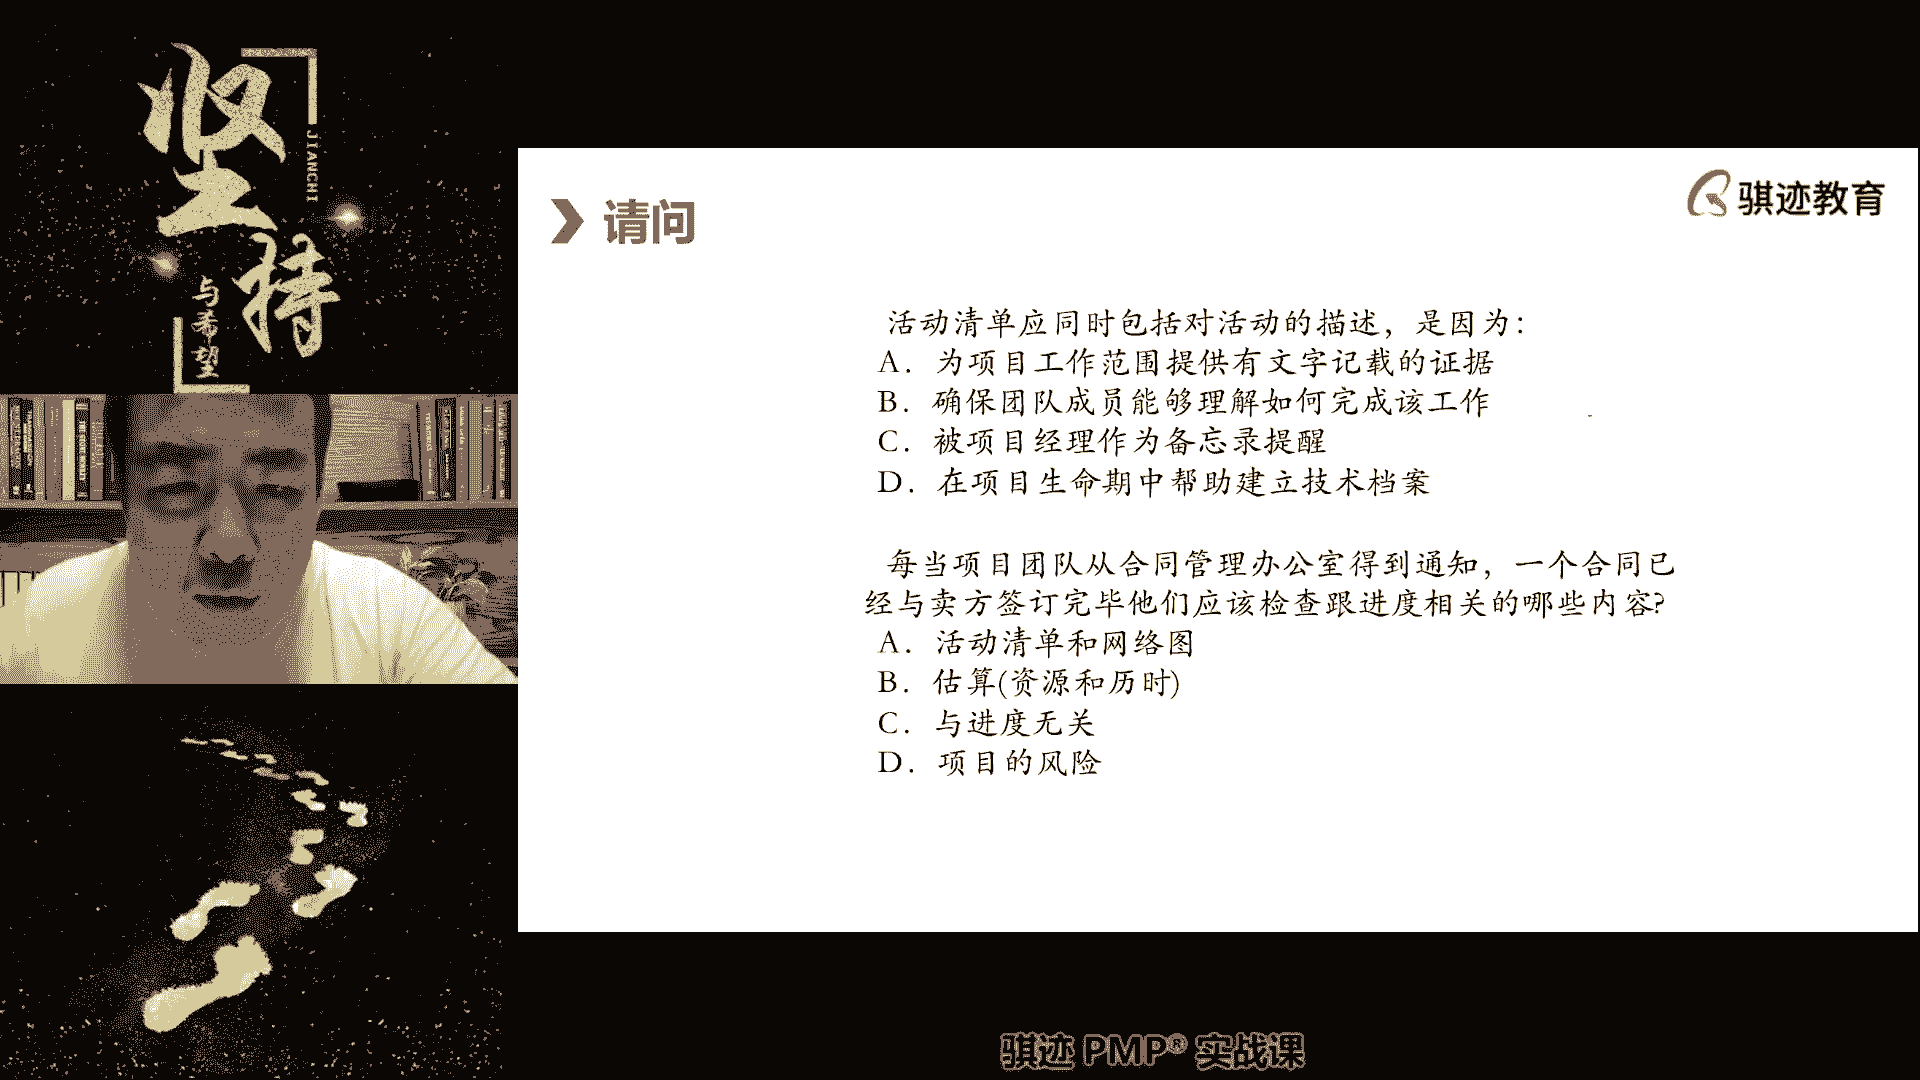 坚持
JIANCHI
与希望
骐迹教育
请问
活动清单应同时包括对活动的描述，是因为：
A．为项目工作范围提供有文字记载的证据
B．确保团队成员能够理解如何完成该工作
C．被项目经理作为备忘录提醒
D．在项目生命期中帮助建立技术档案
每当项目团队从合同管理办公室得到通知，一个合同已
经与卖方签订完毕他们应该检查跟进度相关的哪些内容?
A．活动清单和网络图
B．估算(资源和历时)
C．与进度无关
D．项目的风险
骐迹 PMP® 实战课